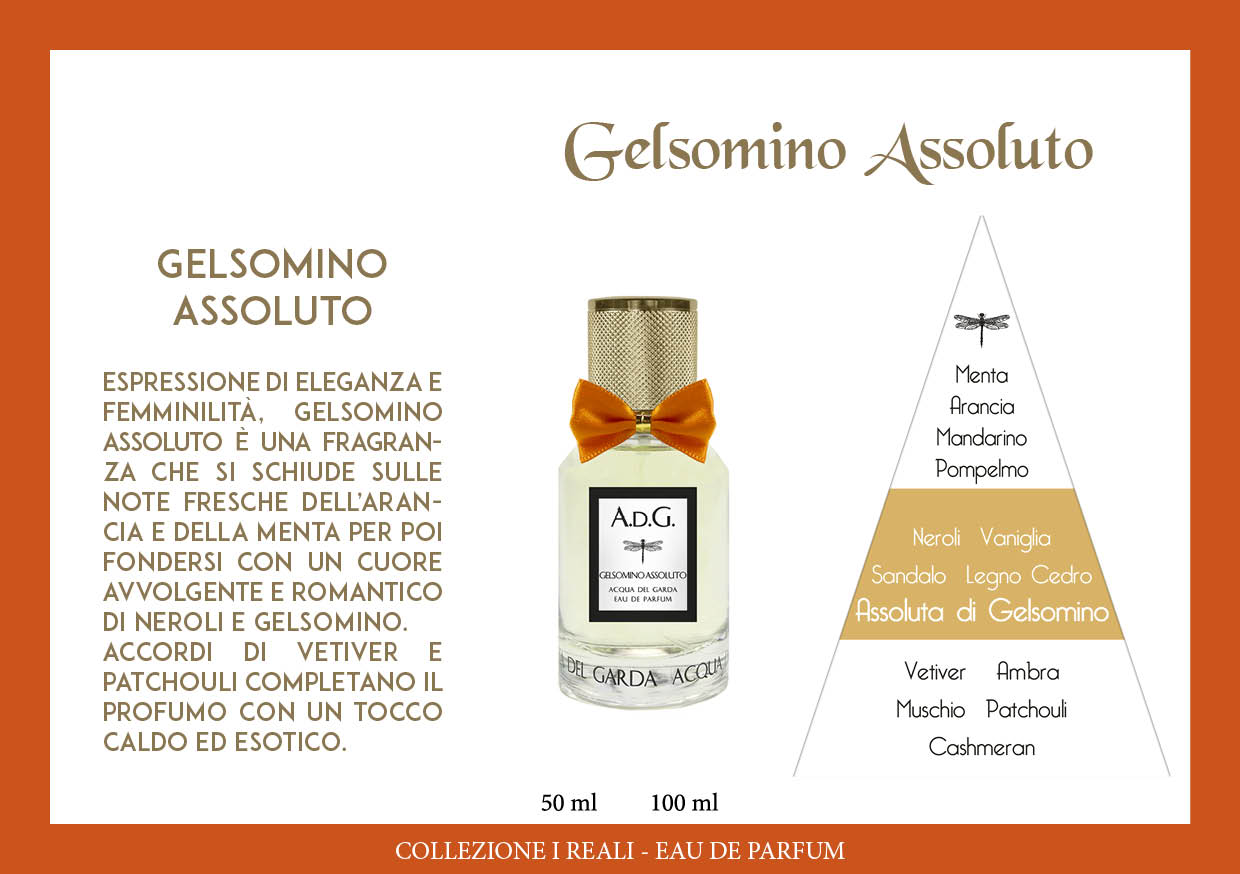 Gelsomino Assoluto
GELSOMINO
ASSOLUTO
ESPRESSIONE DI ELEGANZA E
FEMMINILITÀ, GELSOMINO
ASSOLUTO È UNA FRAGRAN-
ZA CHE SI SCHIUDE SULLE
NOTE FRESCHE DELL'ARAN-
CIA E DELLA MENTA PER POI
FONDERSI CON UN CUORE
AVVOLGENTE E ROMANTICO
DI NEROLI E GELSOMINO.
ACCORDI DI VETIVER E
PATCHOULI COMPLETANO IL
PROFUMO CON UN TOCCO
CALDO ED ESOTICO.
A.D.G.
GELSOMINO ASSOLUTO
ACQUA DEL GARDA
EAU DE PARFUM
DEL GARDA ACQUA
50 ml 100 ml
Menta
Arancia
Mandarino
Pompelmo
Neroli Vaniglia
Sandalo Legno Cedro
Assoluta di Gelsomino
Vetiver Ambra
Muschio Patchouli
Cashmeran
COLLEZIONE I REALI - EAU DE PARFUM